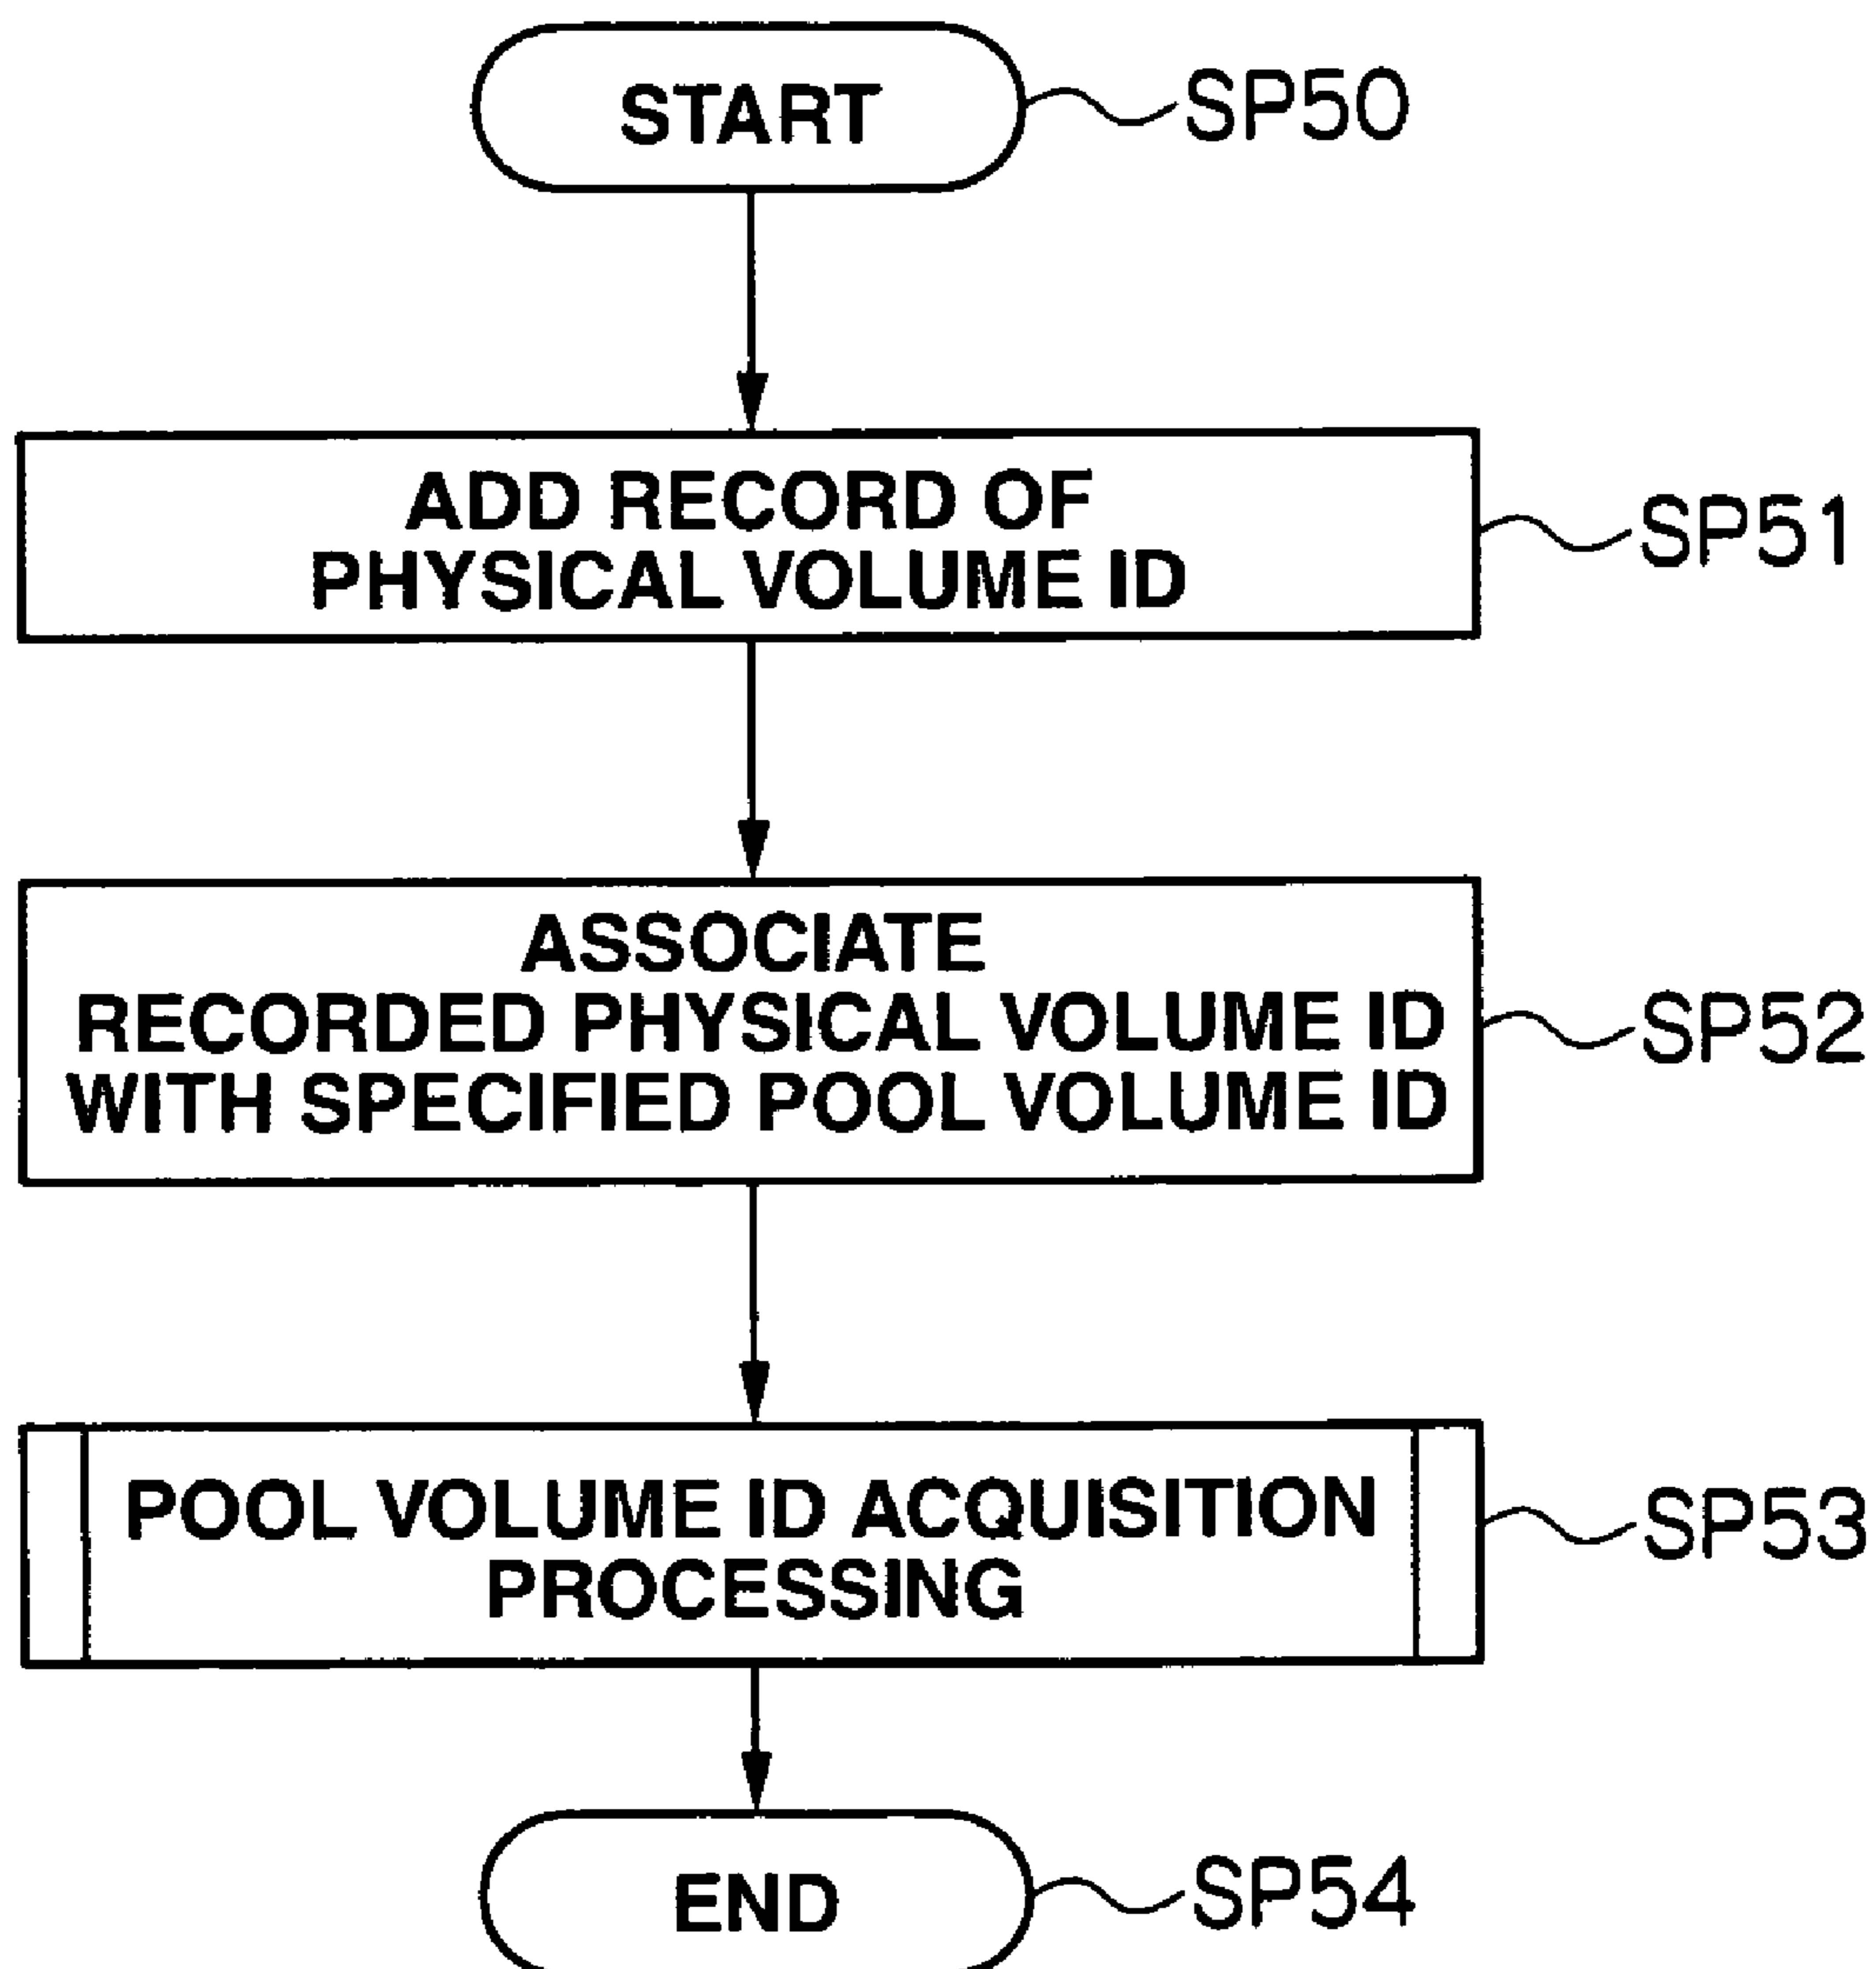 START
SP50
ADD RECORD OF
PHYSICAL VOLUME ID
SP51
ASSOCIATE
RECORDED PHYSICAL VOLUME ID
WITH SPECIFIED POOL VOLUME ID
SP52
POOL VOLUME ID ACQUISITION
PROCESSING
SP53
END
SP54